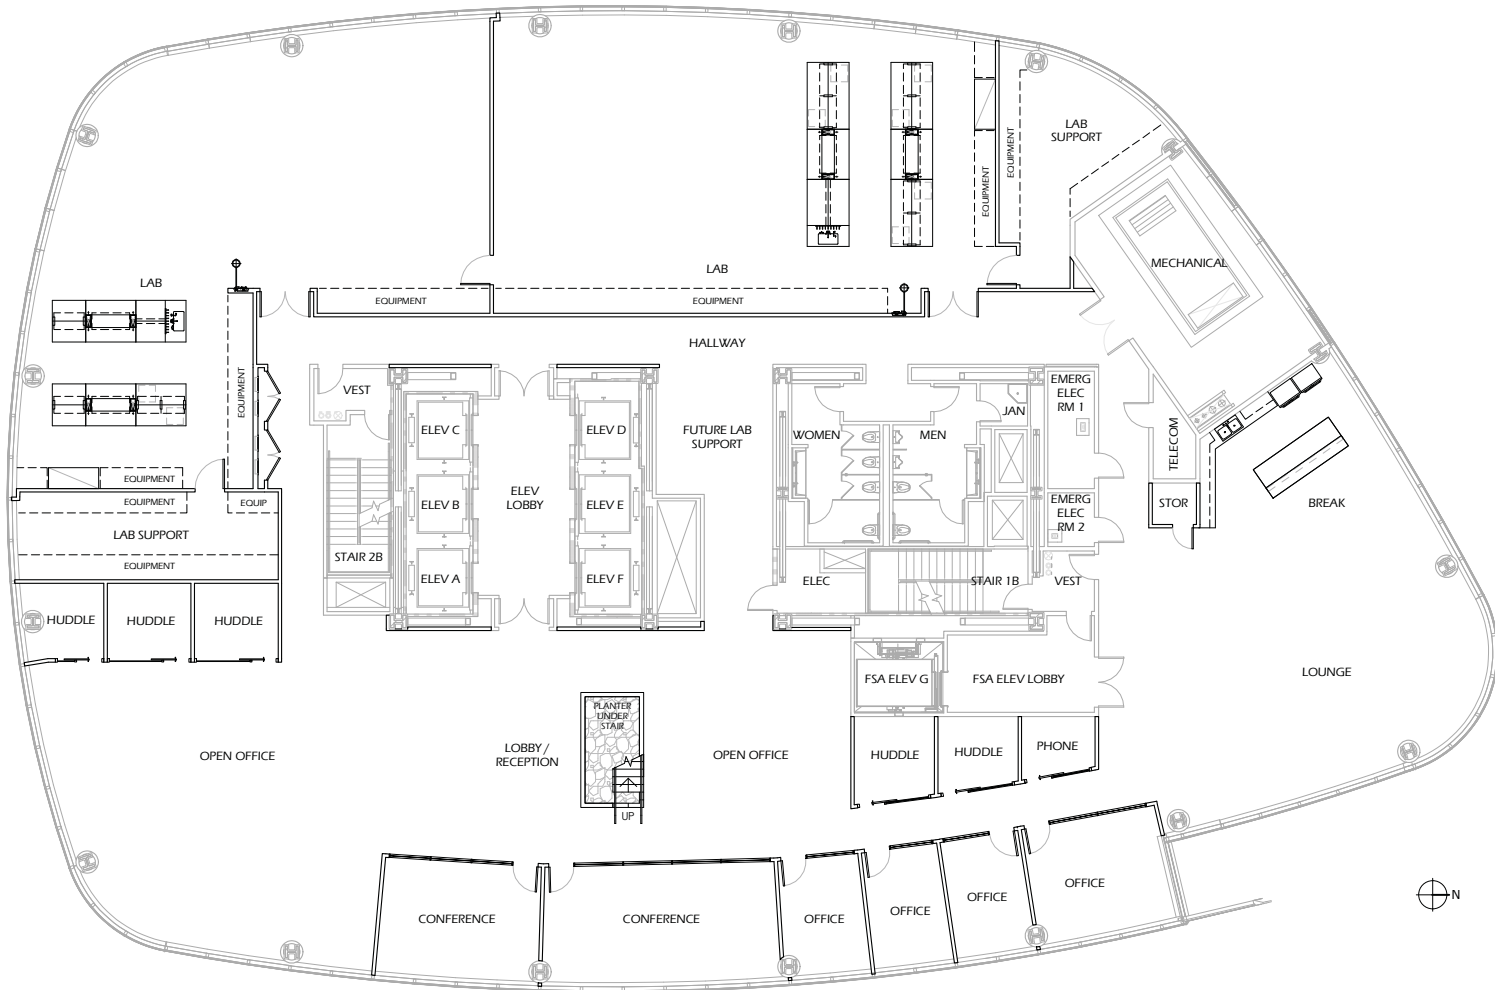 LAB
SUPPORT
EQUIPMENT
EQUIPMENT
MECHANICAL
LAB
LAB
EQUIPMENT
EQUIPMENT
HALLWAY
EQUIPMENT
VEST
ELEV C
ELEV D
FUTURE LAB
SUPPORT
WOMEN
MEN
JAN
EMERG
ELEC
RM 1
TELECOM
EQUIPMENT
EQUIPMENT
EQUIP
ELEV B
ELEV
LOBBY
ELEV E
EMERG
ELEC
RM 2
STOR
BREAK
LAB SUPPORT
EQUIPMENT
STAIR 2B
ELEV A
ELEV F
ELEC
STAIR 1B
VEST
HUDDLE
HUDDLE
HUDDLE
FSA ELEV G
FSA ELEV LOBBY
LOUNGE
PLANTER
UNDER
STAIR
OPEN OFFICE
LOBBY /
RECEPTION
OPEN OFFICE
HUDDLE
HUDDLE
PHONE
UP
CONFERENCE
CONFERENCE
OFFICE
OFFICE
OFFICE
OFFICE
N